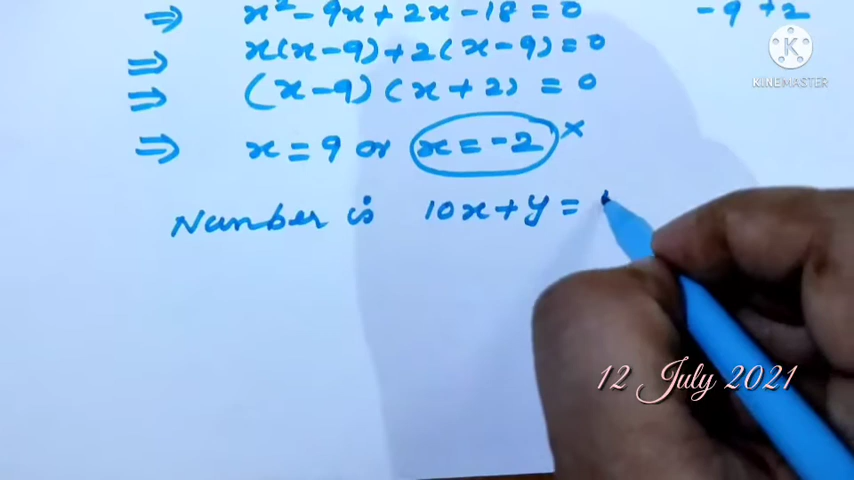 ⇒ x² - 9x + 2x - 18 = 0 -9 +2
⇒ x(x-9) + 2(x-9) = 0
⇒ (x-9) (x+2) = 0
⇒ x = 9 or x = -2 ×
Number is 10x + y =
K
KINEMASTER
12 July 2021